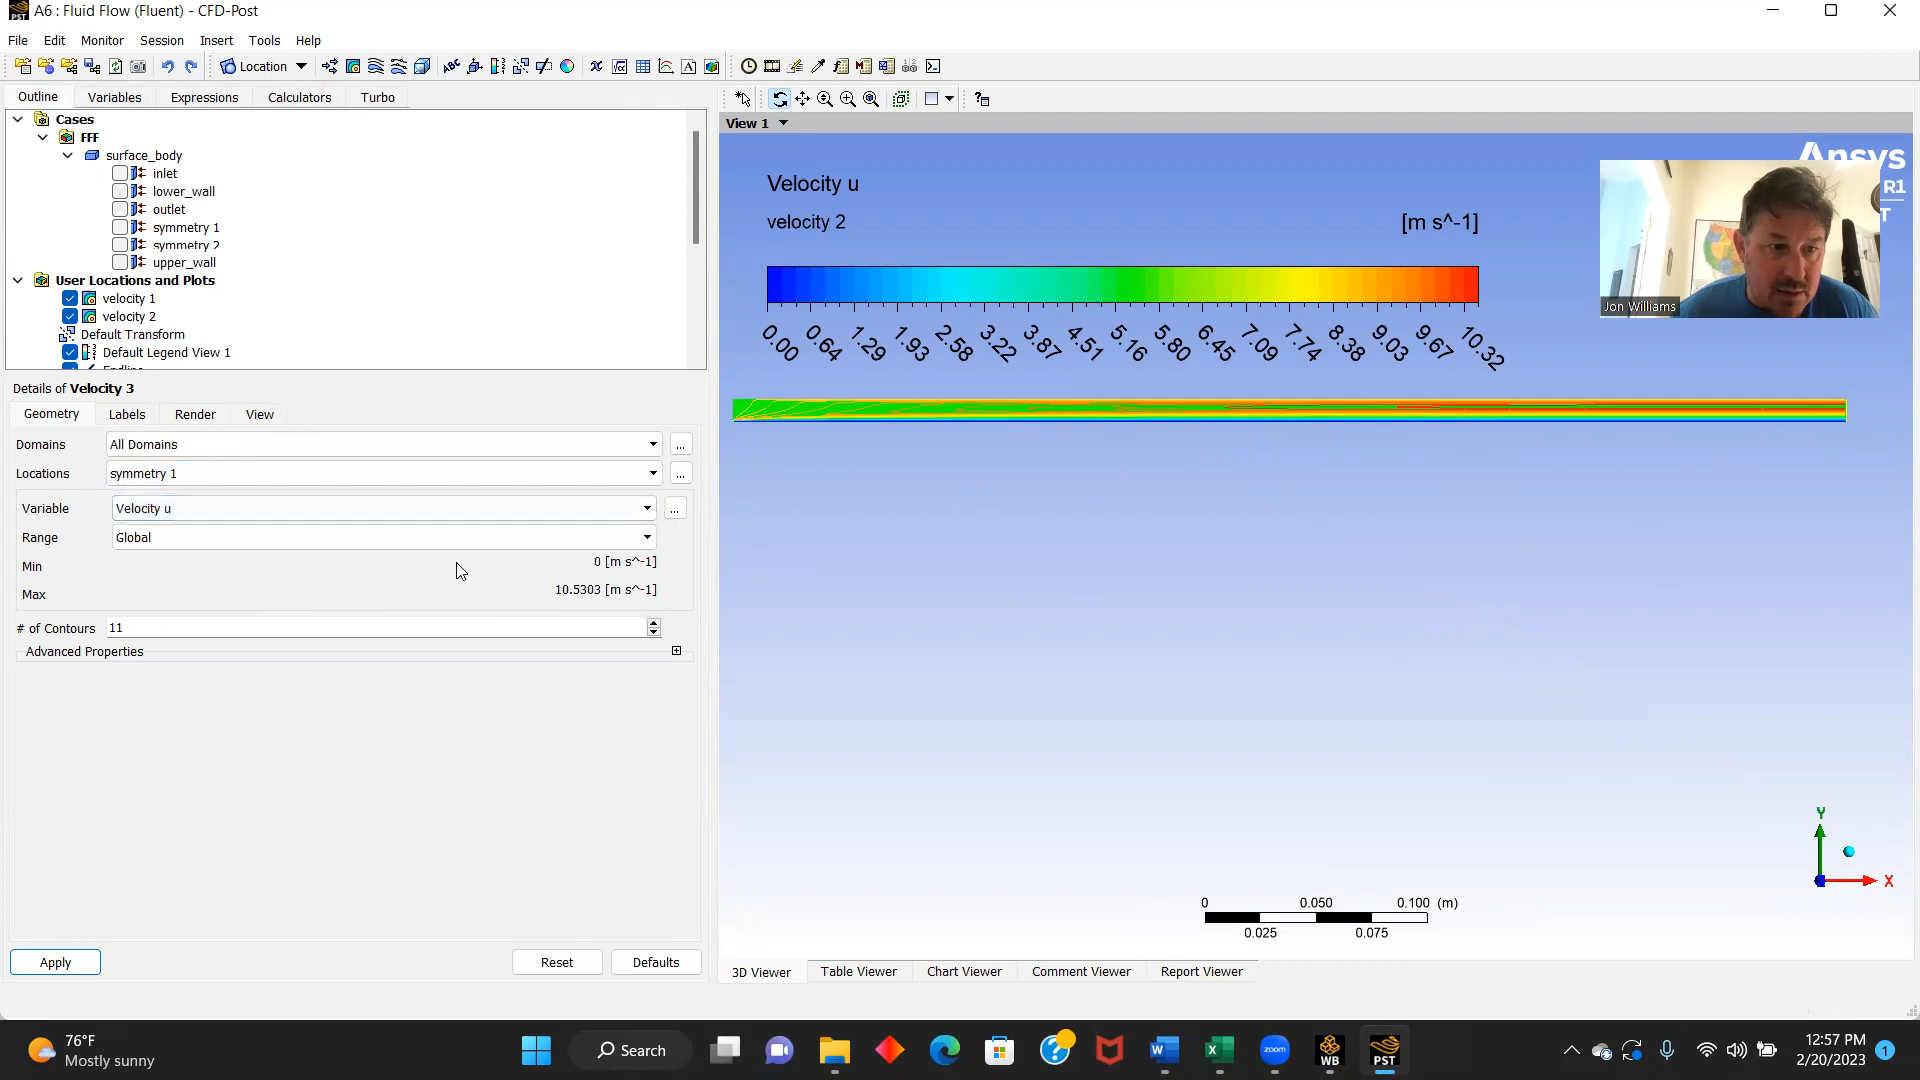 A6 : Fluid Flow (Fluent) - CFD-Post
File Edit Monitor Session Insert Tools Help
Location
Outline Variables Expressions Calculators Turbo
Cases
FFF
surface_body
inlet
lower_wall
outlet
symmetry 1
symmetry 2
upper_wall
User Locations and Plots
velocity 1
velocity 2
Default Transform
Default Legend View 1
Details of Velocity 3
Geometry Labels Render View
Domains All Domains ...
Locations symmetry 1 ...
Variable Velocity u ...
Range Global
Min 0 [m s^-1]
Max 10.5303 [m s^-1]
# of Contours 11
Advanced Properties
Apply Reset Defaults
View 1
Ansys
R1
T
Velocity u
velocity 2 [m s^-1]
0.00 0.64 1.29 1.93 2.58 3.22 3.87 4.51 5.16 5.80 6.45 7.09 7.74 8.38 9.03 9.67 10.32
Jon Williams
Y
X
0 0.050 0.100 (m)
0.025 0.075
3D Viewer Table Viewer Chart Viewer Comment Viewer Report Viewer
76°F
Mostly sunny
Search
zoom
WB
PST
12:57 PM
2/20/2023
1